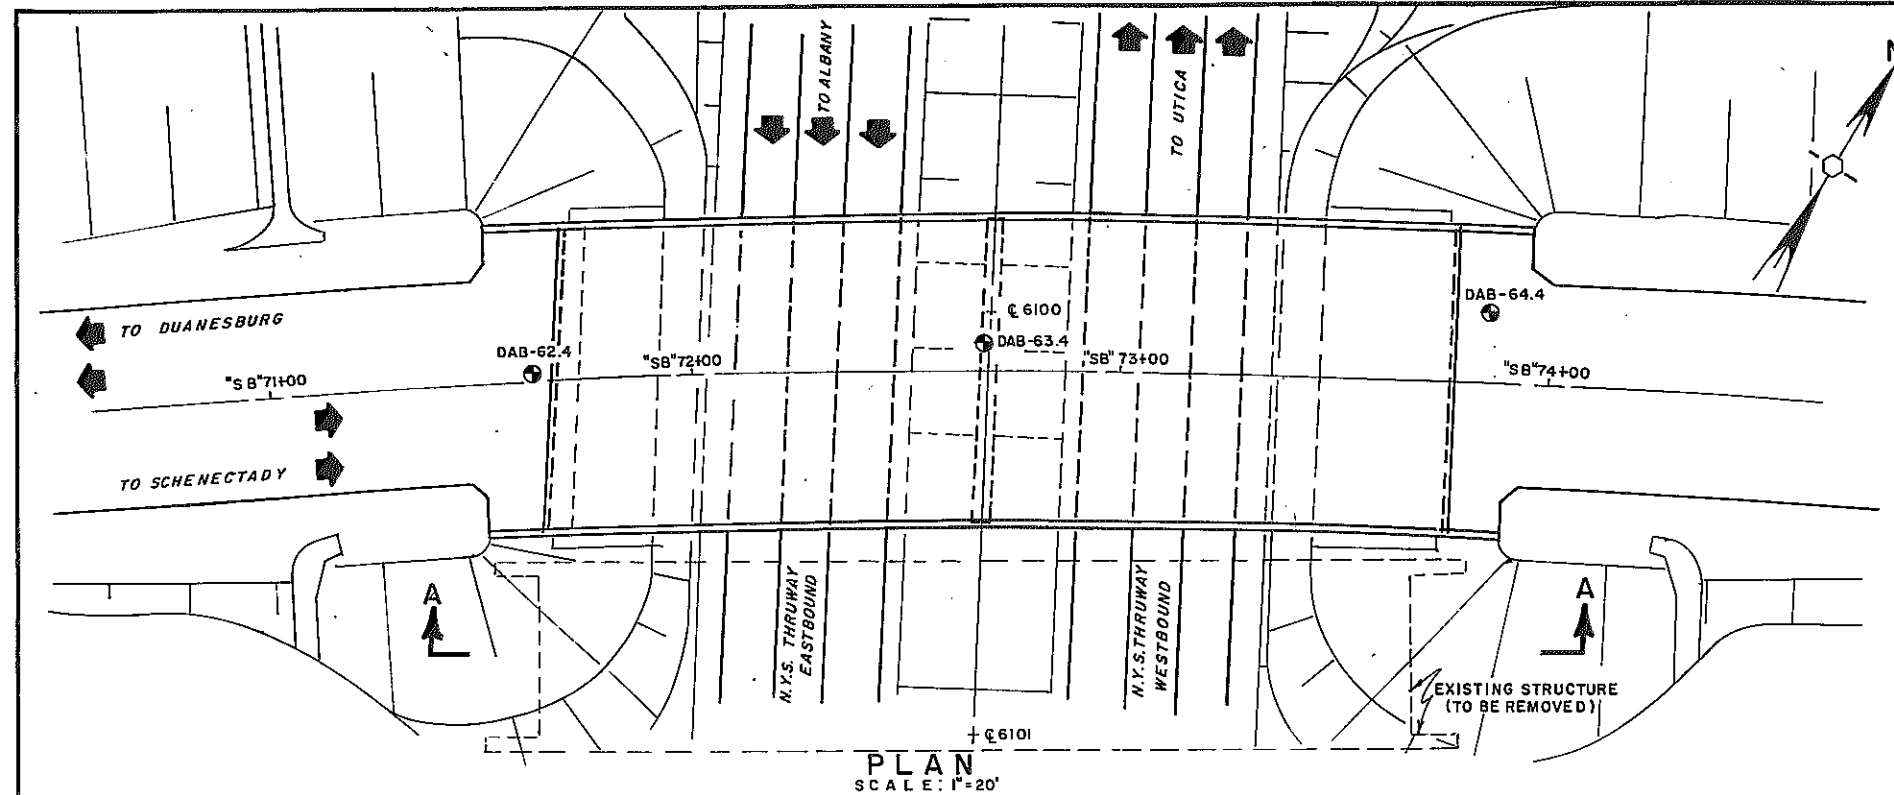 TO ALBANY
TO UTICA
N
TO DUANESBURG
DAB-62.4
"SB"71+00
"SB"72+00
℄ 6100
DAB-63.4
"SB"73+00
DAB-64.4
"SB"74+00
TO SCHENECTADY
A
N.Y.S. THRUWAY
EASTBOUND
N.Y.S. THRUWAY
WESTBOUND
A
EXISTING STRUCTURE
(TO BE REMOVED)
℄ 6101
PLAN
SCALE: 1"=20'